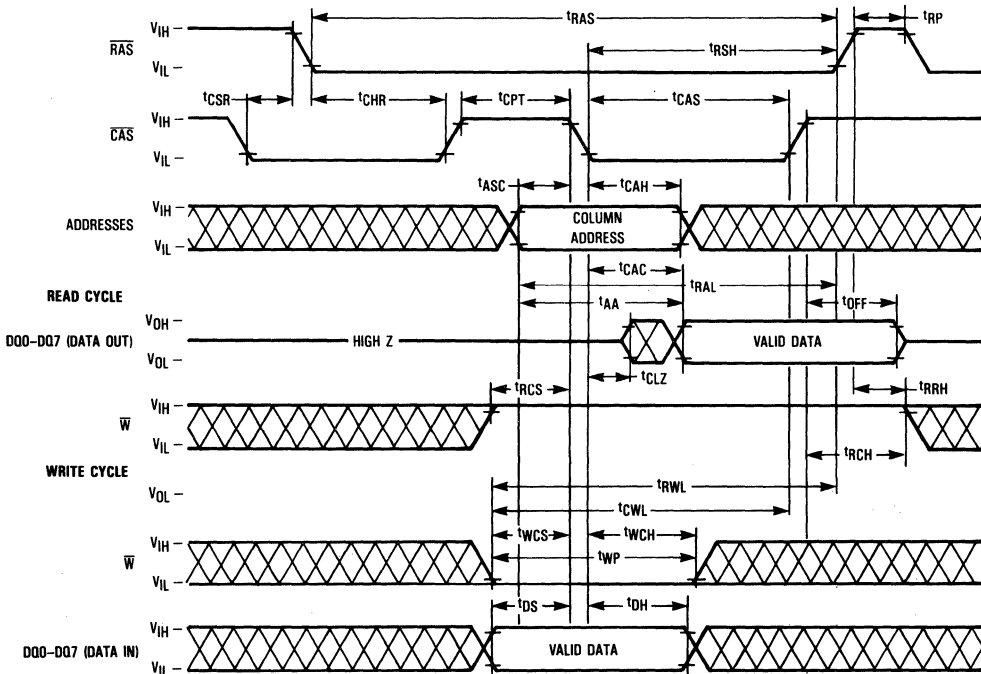 tRAS tRP
RAS VIH
tRSH
VIL
tCSR tCHR tCPT tCAS
CAS VIH
VIL
tASC tCAH
ADDRESSES VIH COLUMN
ADDRESS
VIL
tCAC
tRAL
READ CYCLE tAA tOFF
VOH
DQ0–DQ7 (DATA OUT) HIGH Z VALID DATA
VOL
tCLZ
tRCS tRRH
VIH
W
VIL
tRCH
WRITE CYCLE
tRWL
VOL
tCWL
tWCS tWCH
VIH
W tWP
VIL
tDS tDH
VIH
DQ0–DQ7 (DATA IN) VALID DATA
VIL